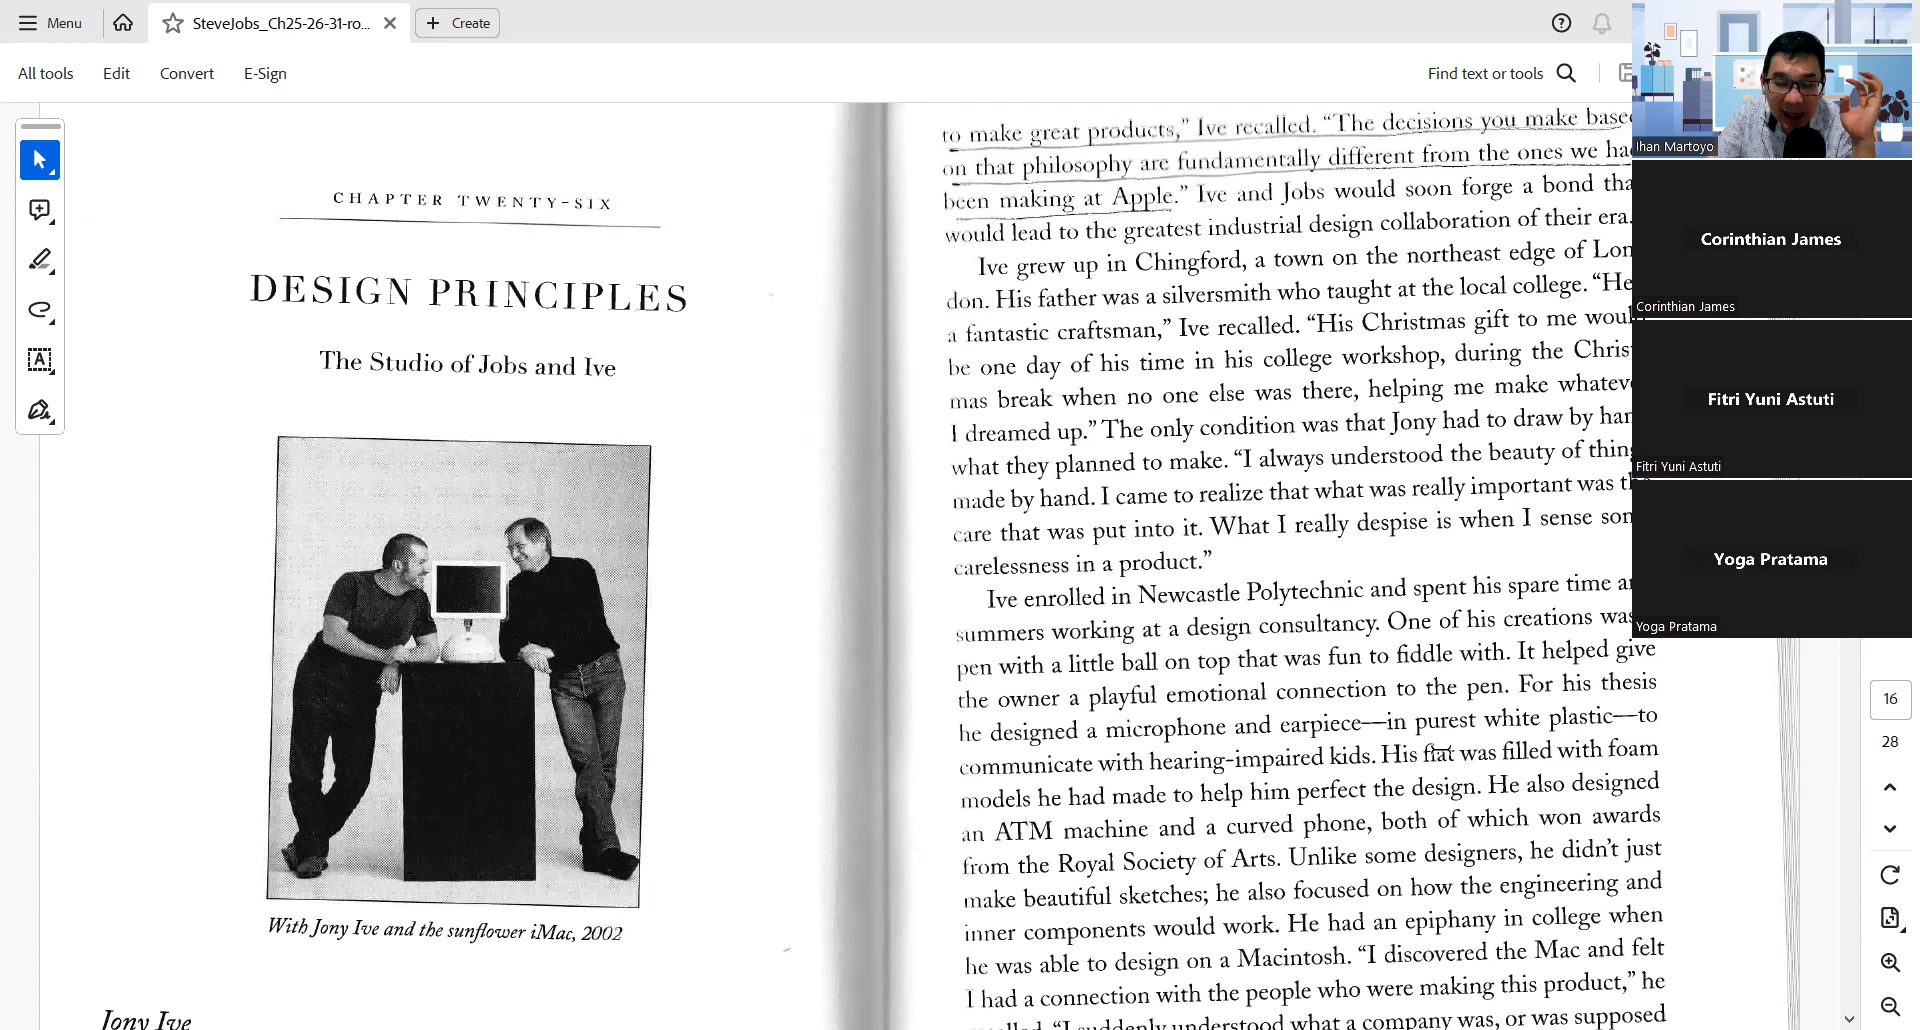 Menu
SteveJobs_Ch25-26-31-ro...
Create
All tools
Edit
Convert
E-Sign
Find text or tools
CHAPTER TWENTY-SIX
DESIGN PRINCIPLES
The Studio of Jobs and Ive
With Jony Ive and the sunflower iMac, 2002
Jony Ive
to make great products,” Ive recalled. “The decisions you make base
on that philosophy are fundamentally different from the ones we ha
been making at Apple.” Ive and Jobs would soon forge a bond tha
would lead to the greatest industrial design collaboration of their era.
Ive grew up in Chingford, a town on the northeast edge of Lon
don. His father was a silversmith who taught at the local college. “He
a fantastic craftsman,” Ive recalled. “His Christmas gift to me woul
be one day of his time in his college workshop, during the Chris
mas break when no one else was there, helping me make whatev
I dreamed up.” The only condition was that Jony had to draw by han
what they planned to make. “I always understood the beauty of thin
made by hand. I came to realize that what was really important was th
care that was put into it. What I really despise is when I sense som
carelessness in a product.”
Ive enrolled in Newcastle Polytechnic and spent his spare time a
summers working at a design consultancy. One of his creations was
pen with a little ball on top that was fun to fiddle with. It helped give
the owner a playful emotional connection to the pen. For his thesis
he designed a microphone and earpiece—in purest white plastic—to
communicate with hearing-impaired kids. His flat was filled with foam
models he had made to help him perfect the design. He also designed
an ATM machine and a curved phone, both of which won awards
from the Royal Society of Arts. Unlike some designers, he didn’t just
make beautiful sketches; he also focused on how the engineering and
inner components would work. He had an epiphany in college when
he was able to design on a Macintosh. “I discovered the Mac and felt
I had a connection with the people who were making this product,” he
“I suddenly understood what a company was, or was supposed
Ihan Martoyo
Corinthian James
Corinthian James
Fitri Yuni Astuti
Fitri Yuni Astuti
Yoga Pratama
Yoga Pratama
16
28